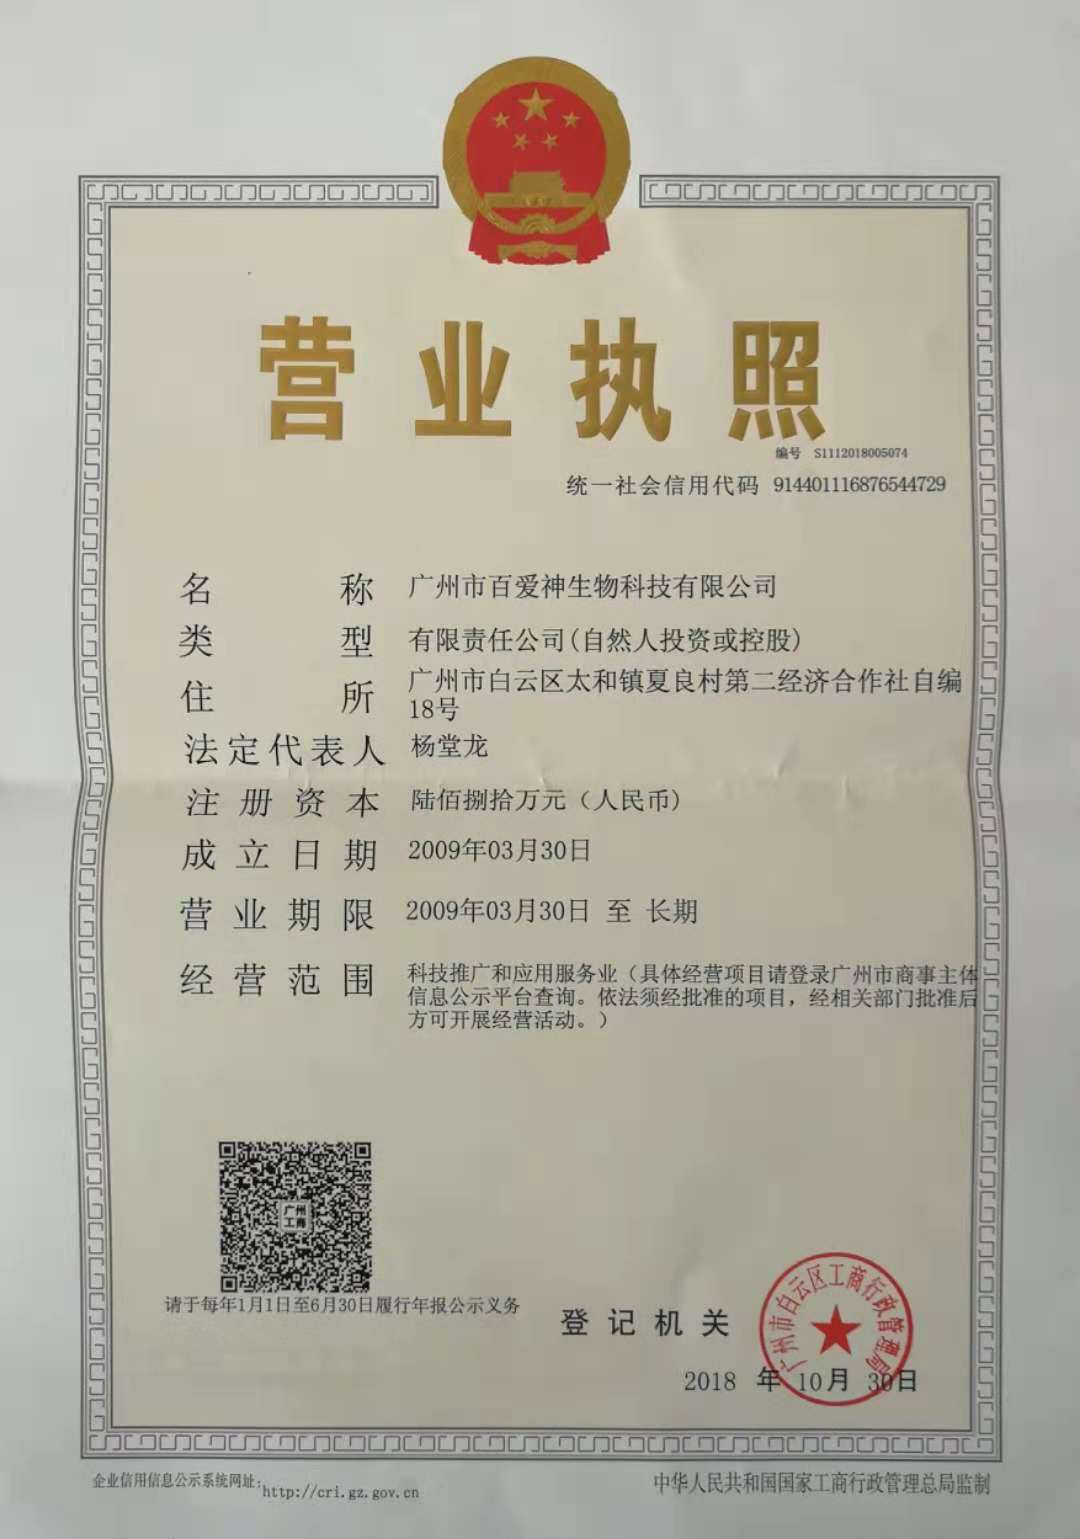 营业执照
编号 S1112018005074
统一社会信用代码 914401116876544729
名称 广州市百爱神生物科技有限公司
类型 有限责任公司(自然人投资或控股)
住所 广州市白云区太和镇夏良村第二经济合作社自编
18号
法定代表人 杨堂龙
注册资本 陆佰捌拾万元（人民币）
成立日期 2009年03月30日
营业期限 2009年03月30日 至 长期
经营范围 科技推广和应用服务业（具体经营项目请登录广州市商事主体
信息公示平台查询。依法须经批准的项目，经相关部门批准后
方可开展经营活动。）
广州
工商
请于每年1月1日至6月30日履行年报公示义务
登记机关
广州市白云区工商行政管理局
2018 年 10月 30日
企业信用信息公示系统网址:http://cri.gz.gov.cn
中华人民共和国国家工商行政管理总局监制